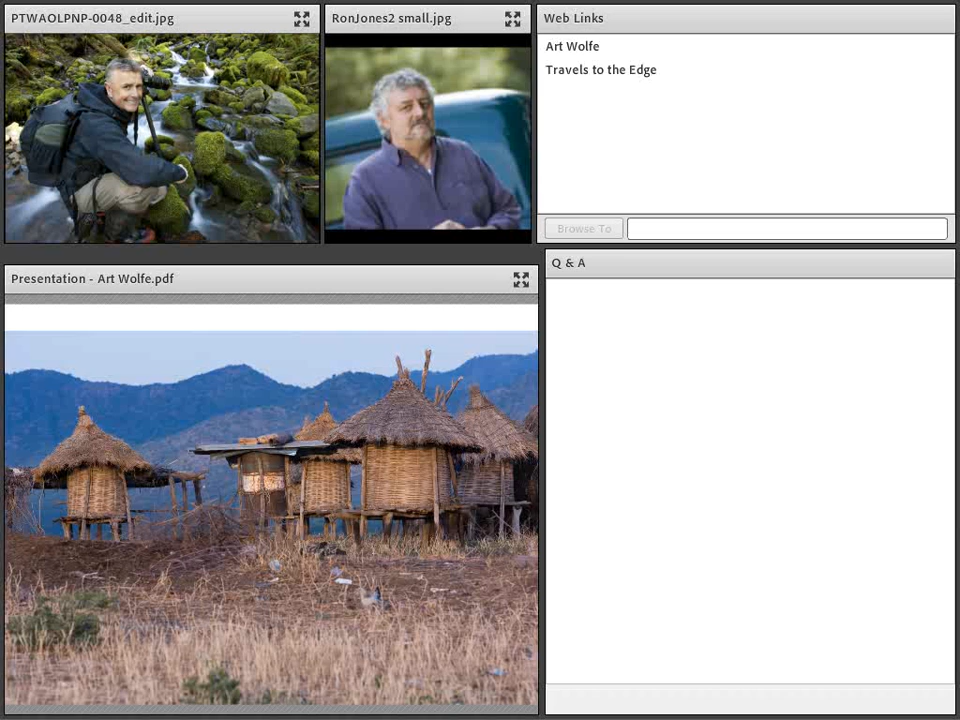 PTWAOLPNP-0048_edit.jpg
RonJones2 small.jpg
Web Links
Art Wolfe
Travels to the Edge
Browse To
Presentation - Art Wolfe.pdf
Q & A